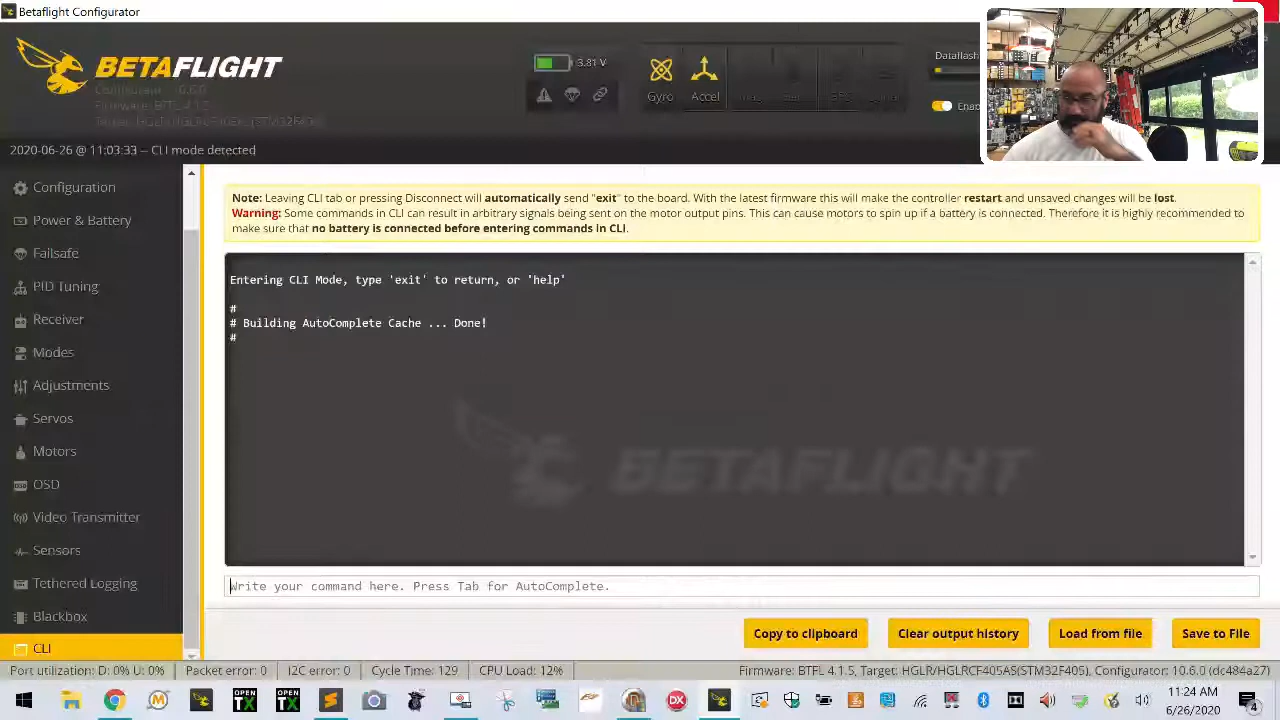 Betaflight Configurator
BETAFLIGHT
3.81 V
Dataflash
Gyro
Accel
2020-06-26 @ 11:03:33 -- CLI mode detected
Configuration
Power & Battery
Failsafe
PID Tuning
Receiver
Modes
Adjustments
Servos
Motors
OSD
Video Transmitter
Sensors
Tethered Logging
Blackbox
CLI
Note: Leaving CLI tab or pressing Disconnect will automatically send "exit" to the board. With the latest firmware this will make the controller restart and unsaved changes will be lost.
Warning: Some commands in CLI can result in arbitrary signals being sent on the motor output pins. This can cause motors to spin up if a battery is connected. Therefore it is highly recommended to
make sure that no battery is connected before entering commands in CLI.
Entering CLI Mode, type 'exit' to return, or 'help'
#
# Building AutoComplete Cache ... Done!
#
BETAFLIGHT
Write your command here. Press Tab for AutoComplete.
Copy to clipboard
Clear output history
Load from file
Save to File
Port utilization: D: 0% U: 0%
Packet error: 0
I2C error: 0
Cycle Time: 129
CPU Load: 12%
Firmware: BTFL 4.1.5, Target: HGLR/HGLRCF405AS(STM32F405), Configurator: 10.6.0 (dc484a27)
OPEN
TX
OPEN
TX
DX
11:24 AM
6/26/2020
4